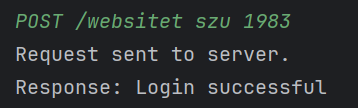 POST /websitet szu 1983
Request sent to server.
Response: Login successful